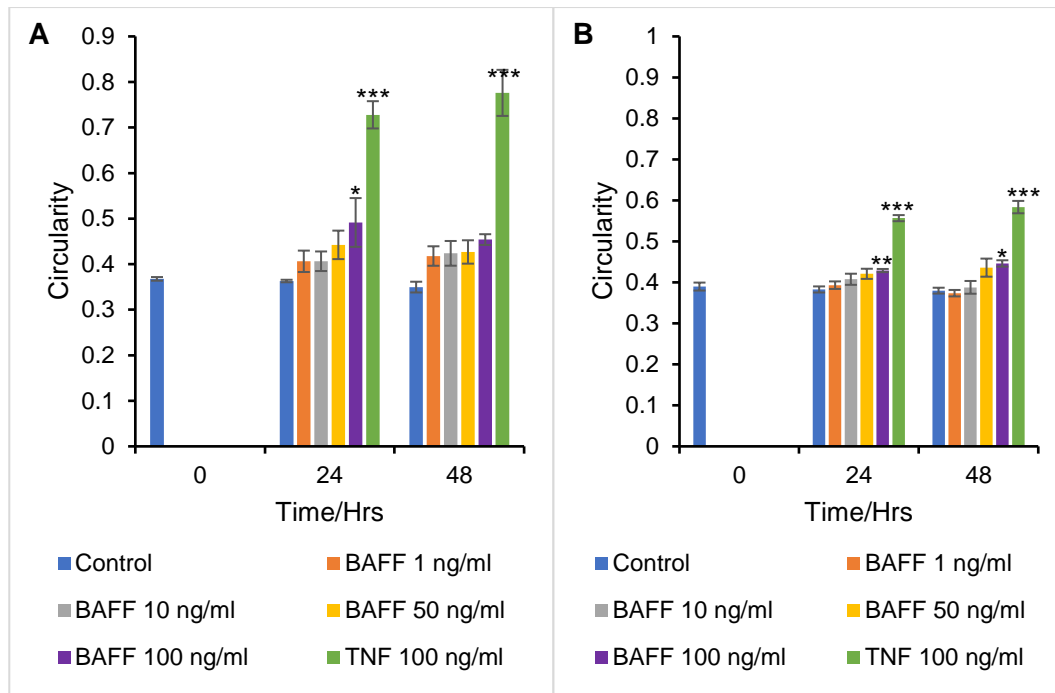 A
0.9
0.8
0.7
0.6
0.5
0.4
0.3
0.2
0.1
0
Circularity
***
***
*
0 24 48
Time/Hrs
Control BAFF 1 ng/ml
BAFF 10 ng/ml BAFF 50 ng/ml
BAFF 100 ng/ml TNF 100 ng/ml
B
1
0.9
0.8
0.7
0.6
0.5
0.4
0.3
0.2
0.1
0
Circularity
***
***
**
*
0 24 48
Time/Hrs
Control BAFF 1 ng/ml
BAFF 10 ng/ml BAFF 50 ng/ml
BAFF 100 ng/ml TNF 100 ng/ml